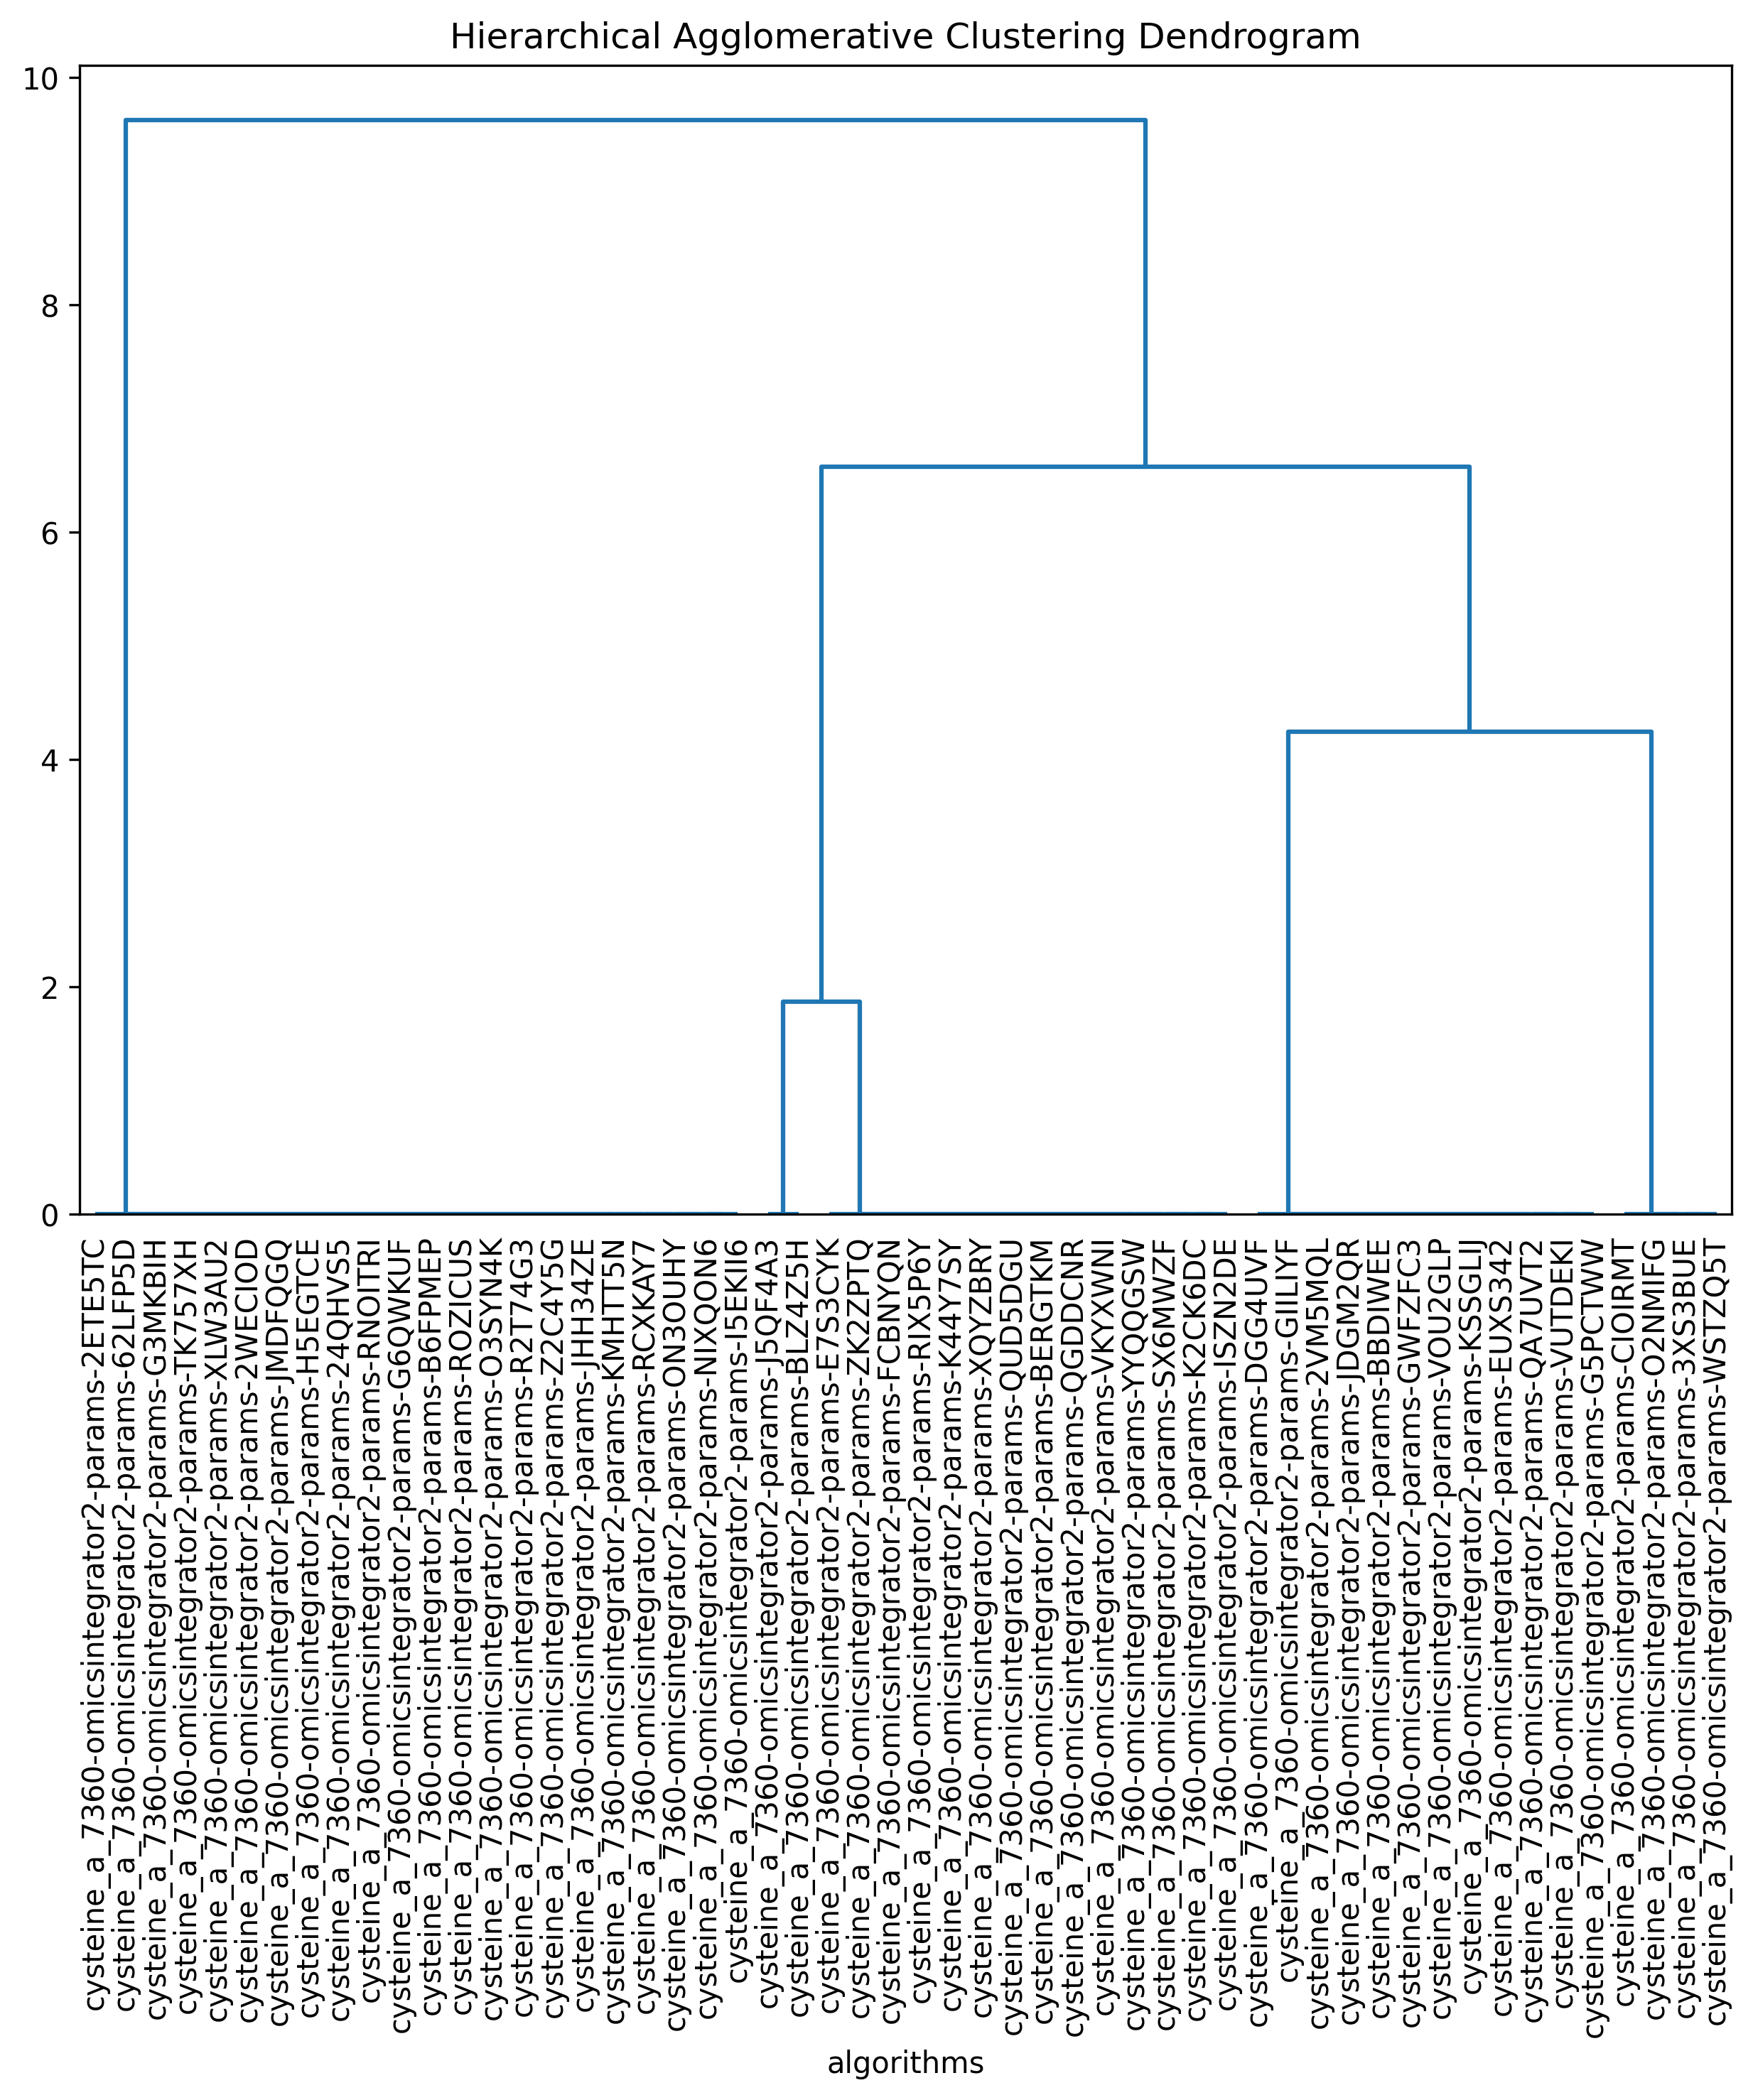 Hierarchical Agglomerative Clustering Dendrogram
10
8
6
4
2
0
cysteine_a_7360-omicsintegrator2-params-2ETE5TC
cysteine_a_7360-omicsintegrator2-params-62LFP5D
cysteine_a_7360-omicsintegrator2-params-G3MKBIH
cysteine_a_7360-omicsintegrator2-params-TK757XH
cysteine_a_7360-omicsintegrator2-params-XLW3AU2
cysteine_a_7360-omicsintegrator2-params-2WECIOD
cysteine_a_7360-omicsintegrator2-params-JMDFQGQ
cysteine_a_7360-omicsintegrator2-params-H5EGTCE
cysteine_a_7360-omicsintegrator2-params-24QHVS5
cysteine_a_7360-omicsintegrator2-params-RNOITRI
cysteine_a_7360-omicsintegrator2-params-G6QWKUF
cysteine_a_7360-omicsintegrator2-params-B6FPMEP
cysteine_a_7360-omicsintegrator2-params-ROZICUS
cysteine_a_7360-omicsintegrator2-params-O3SYN4K
cysteine_a_7360-omicsintegrator2-params-R2T74G3
cysteine_a_7360-omicsintegrator2-params-Z2C4Y5G
cysteine_a_7360-omicsintegrator2-params-JHH34ZE
cysteine_a_7360-omicsintegrator2-params-KMHTT5N
cysteine_a_7360-omicsintegrator2-params-RCXKAY7
cysteine_a_7360-omicsintegrator2-params-ON3OUHY
cysteine_a_7360-omicsintegrator2-params-NIXQON6
cysteine_a_7360-omicsintegrator2-params-I5EKII6
cysteine_a_7360-omicsintegrator2-params-J5QF4A3
cysteine_a_7360-omicsintegrator2-params-BLZ4Z5H
cysteine_a_7360-omicsintegrator2-params-E7S3CYK
cysteine_a_7360-omicsintegrator2-params-ZK2ZPTQ
cysteine_a_7360-omicsintegrator2-params-FCBNYQN
cysteine_a_7360-omicsintegrator2-params-RIX5P6Y
cysteine_a_7360-omicsintegrator2-params-K44Y7SY
cysteine_a_7360-omicsintegrator2-params-XQYZBRY
cysteine_a_7360-omicsintegrator2-params-QUD5DGU
cysteine_a_7360-omicsintegrator2-params-BERGTKM
cysteine_a_7360-omicsintegrator2-params-QGDDCNR
cysteine_a_7360-omicsintegrator2-params-VKYXWNI
cysteine_a_7360-omicsintegrator2-params-YYQQGSW
cysteine_a_7360-omicsintegrator2-params-SX6MWZF
cysteine_a_7360-omicsintegrator2-params-K2CK6DC
cysteine_a_7360-omicsintegrator2-params-ISZN2DE
cysteine_a_7360-omicsintegrator2-params-DGG4UVF
cysteine_a_7360-omicsintegrator2-params-GIILIYF
cysteine_a_7360-omicsintegrator2-params-2VM5MQL
cysteine_a_7360-omicsintegrator2-params-JDGM2QR
cysteine_a_7360-omicsintegrator2-params-BBDIWEE
cysteine_a_7360-omicsintegrator2-params-GWFZFC3
cysteine_a_7360-omicsintegrator2-params-VOU2GLP
cysteine_a_7360-omicsintegrator2-params-KSSGLIJ
cysteine_a_7360-omicsintegrator2-params-EUXS342
cysteine_a_7360-omicsintegrator2-params-QA7UVT2
cysteine_a_7360-omicsintegrator2-params-VUTDEKI
cysteine_a_7360-omicsintegrator2-params-G5PCTWW
cysteine_a_7360-omicsintegrator2-params-CIOIRMT
cysteine_a_7360-omicsintegrator2-params-O2NMIFG
cysteine_a_7360-omicsintegrator2-params-3XS3BUE
cysteine_a_7360-omicsintegrator2-params-WSTZQ5T
algorithms